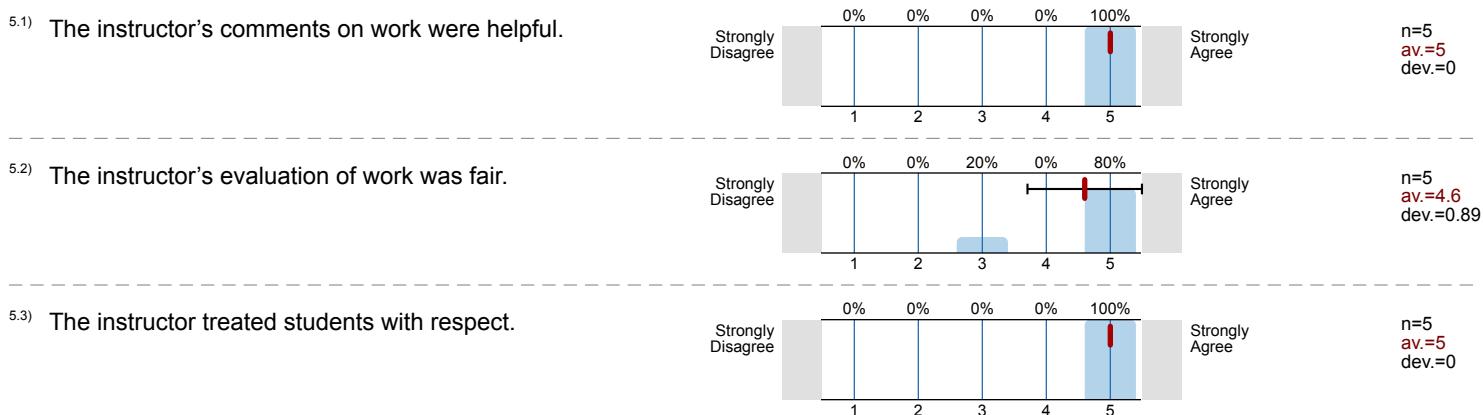 5.1) The instructor’s comments on work were helpful.
0% 0% 0% 0% 100%
Strongly
Disagree
Strongly
Agree
1 2 3 4 5
n=5
av.=5
dev.=0
5.2) The instructor’s evaluation of work was fair.
0% 0% 20% 0% 80%
Strongly
Disagree
Strongly
Agree
1 2 3 4 5
n=5
av.=4.6
dev.=0.89
5.3) The instructor treated students with respect.
0% 0% 0% 0% 100%
Strongly
Disagree
Strongly
Agree
1 2 3 4 5
n=5
av.=5
dev.=0